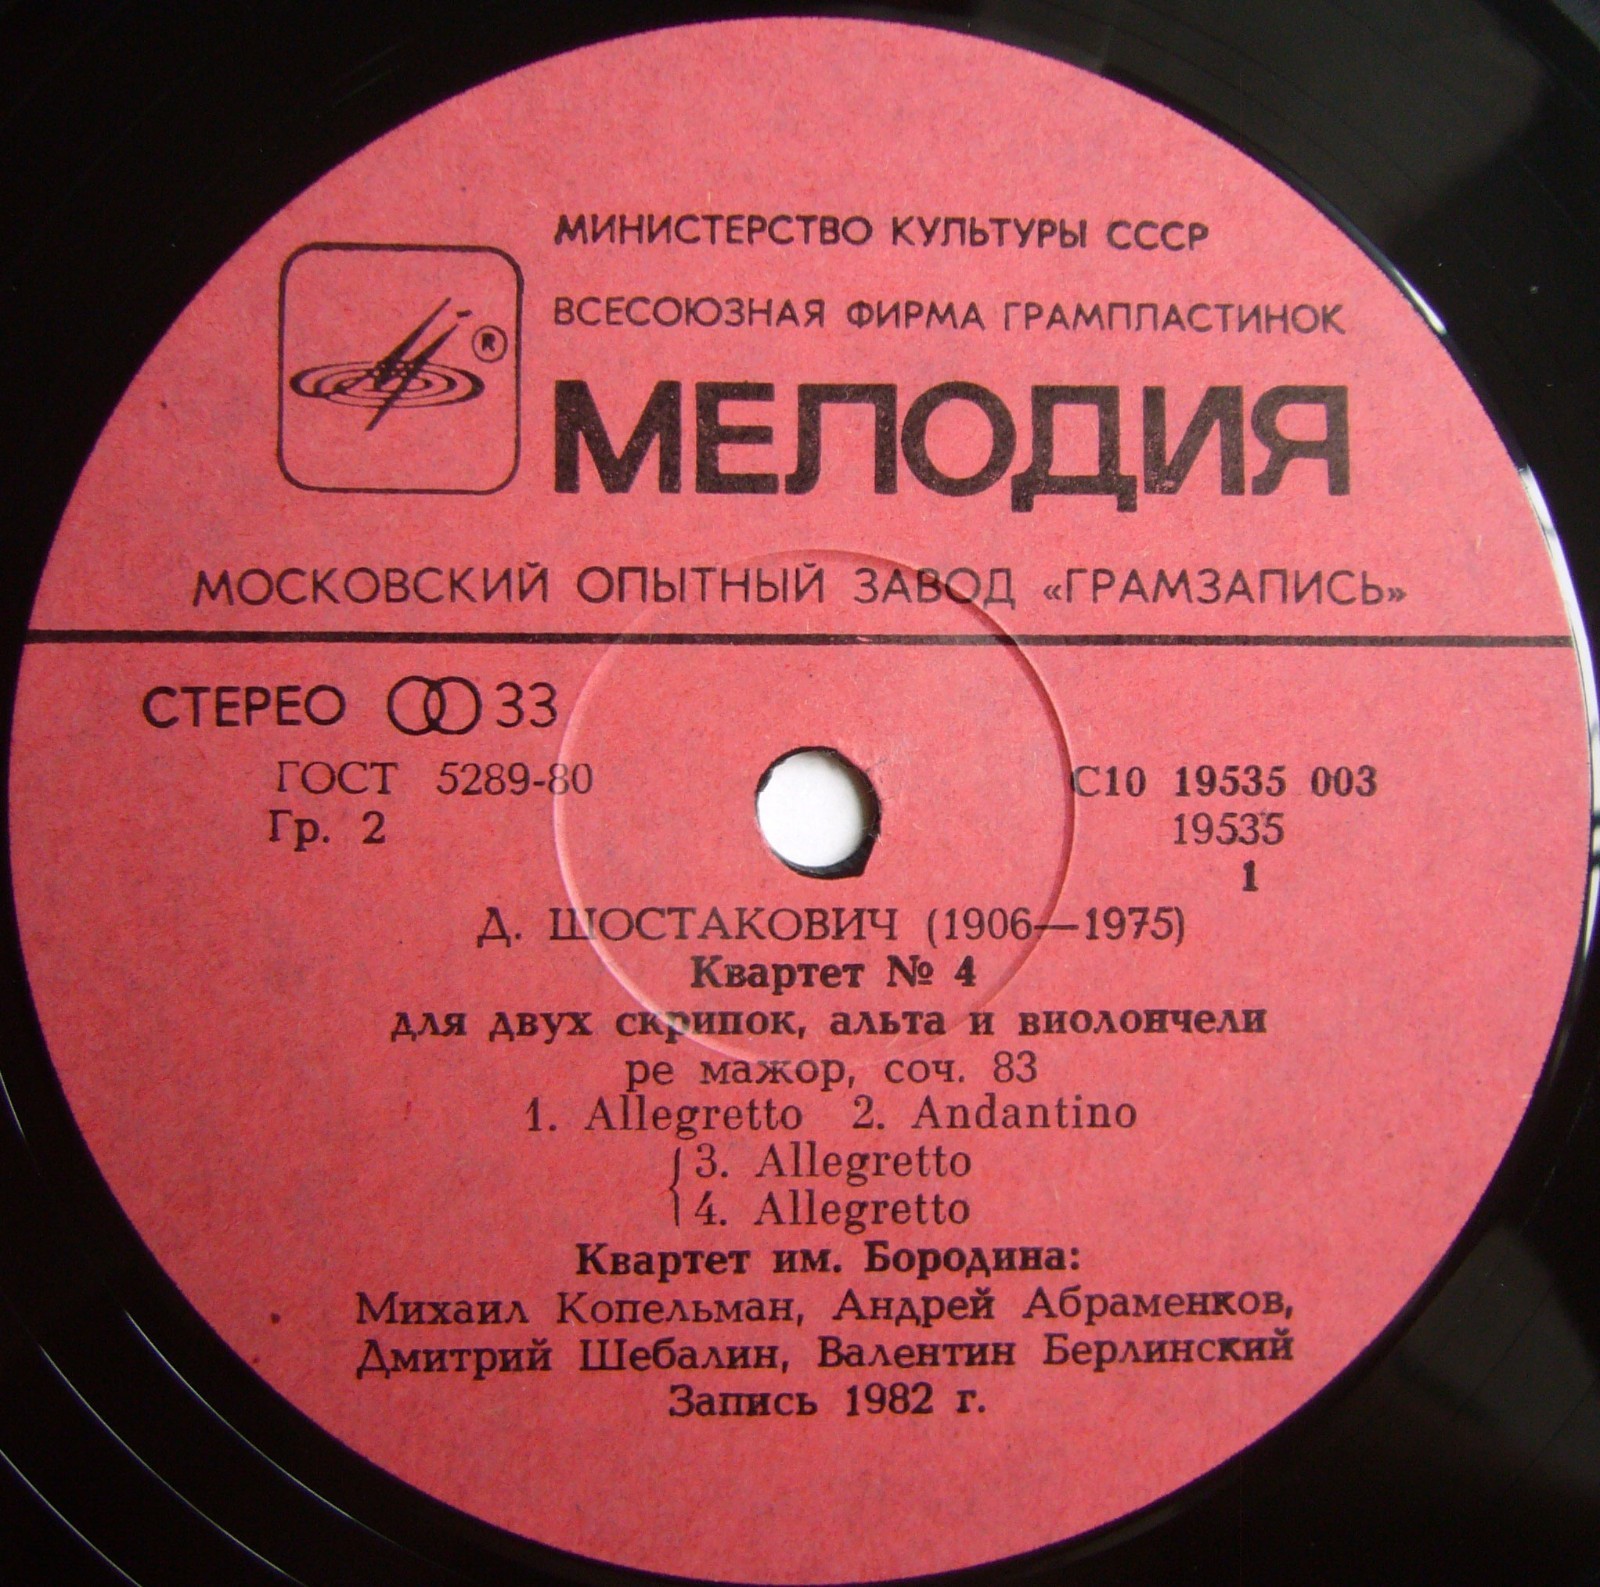 МИНИСТЕРСТВО КУЛЬТУРЫ СССР
ВСЕСОЮЗНАЯ ФИРМА ГРАМПЛАСТИНОК
®
МЕЛОДИЯ
МОСКОВСКИЙ ОПЫТНЫЙ ЗАВОД «ГРАМЗАПИСЬ»
СТЕРЕО 33
ГОСТ 5289-80 С10 19535 003
Гр. 2 19535
1
Д. ШОСТАКОВИЧ (1906—1975)
Квартет № 4
для двух скрипок, альта и виолончели
ре мажор, соч. 83
1. Allegretto 2. Andantino
3. Allegretto
4. Allegretto
Квартет им. Бородина:
Михаил Копельман, Андрей Абраменков,
Дмитрий Шебалин, Валентин Берлинский
Запись 1982 г.